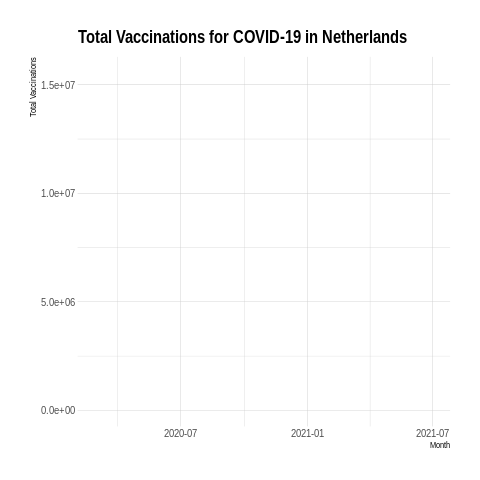 Total Vaccinations for COVID-19 in Netherlands
Total Vaccinations
1.5e+07
1.0e+07
5.0e+06
0.0e+00
2020-07 2021-01 2021-07
Month